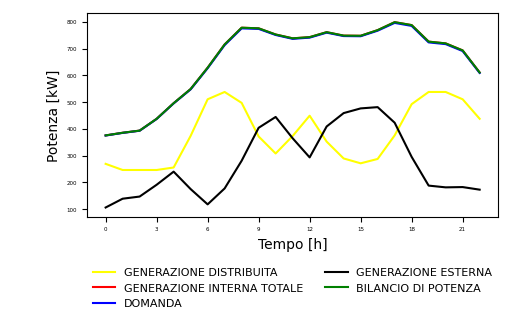 800
700
600
500
400
300
200
100
Potenza [kW]
0 3 6 9 12 15 18 21
Tempo [h]
GENERAZIONE DISTRIBUITA
GENERAZIONE INTERNA TOTALE
DOMANDA
GENERAZIONE ESTERNA
BILANCIO DI POTENZA